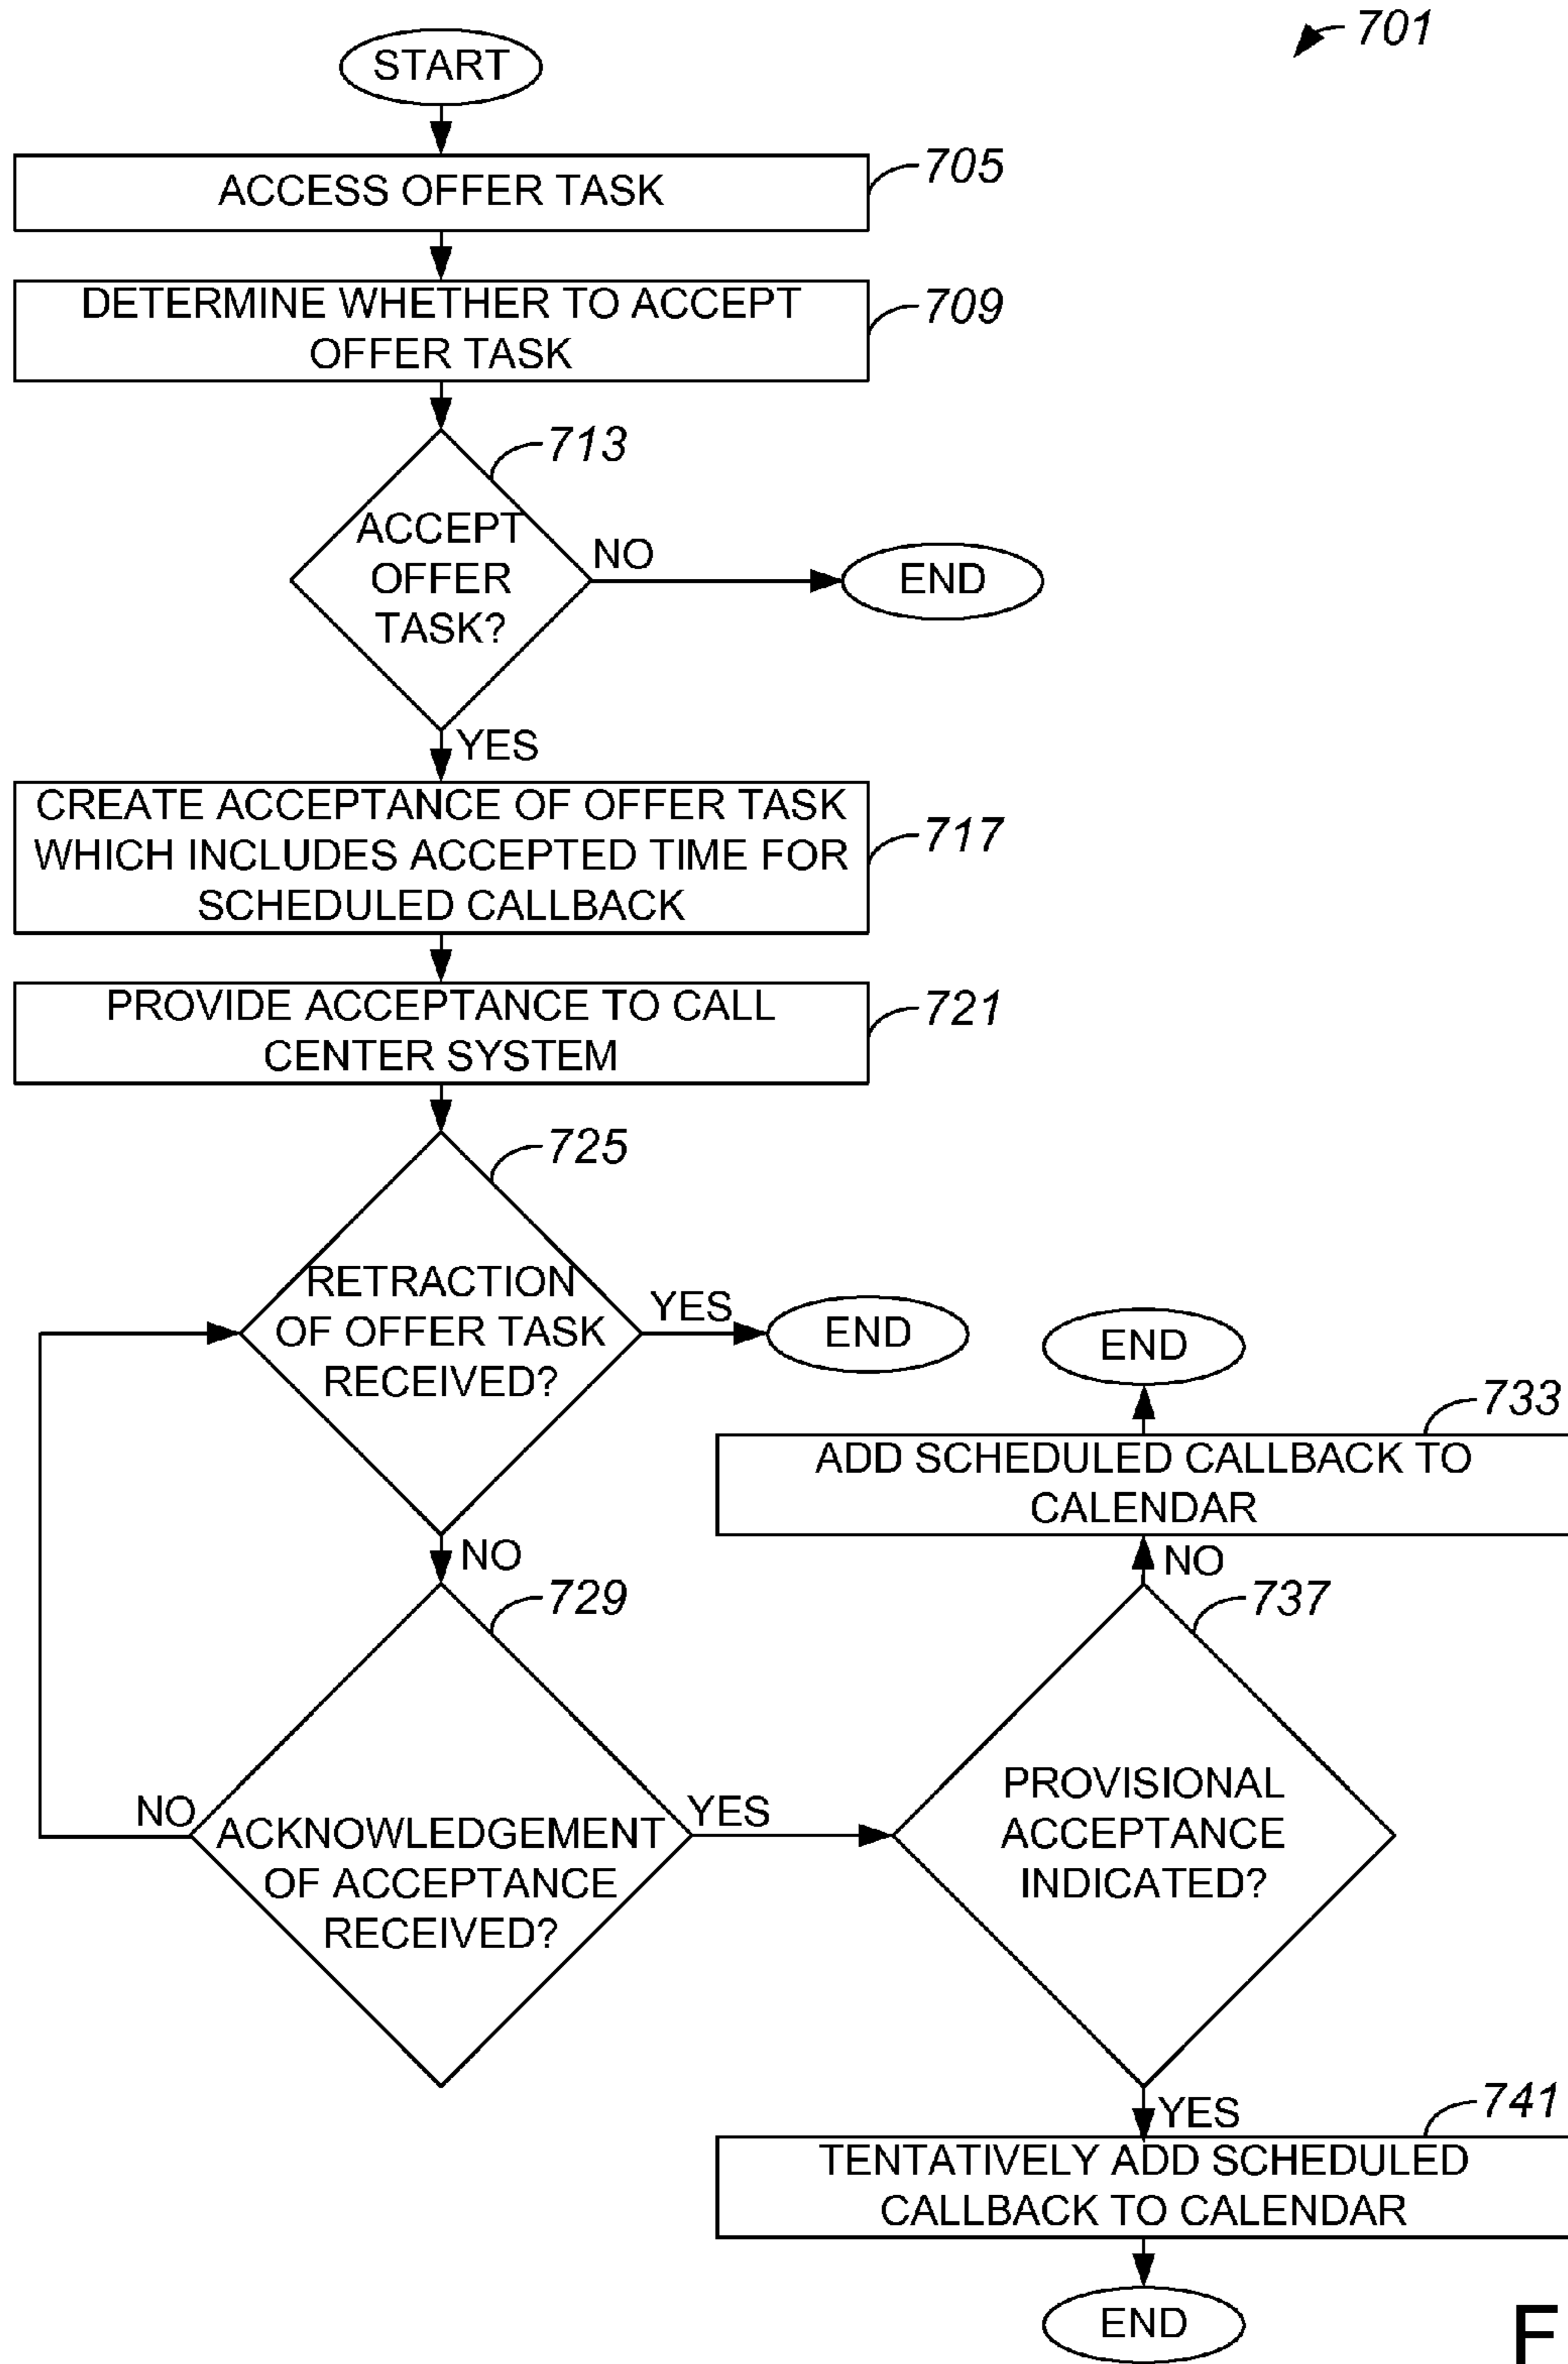 701
START
ACCESS OFFER TASK
705
DETERMINE WHETHER TO ACCEPT
OFFER TASK
709
713
ACCEPT
OFFER
TASK?
NO
END
YES
CREATE ACCEPTANCE OF OFFER TASK
WHICH INCLUDES ACCEPTED TIME FOR
SCHEDULED CALLBACK
717
PROVIDE ACCEPTANCE TO CALL
CENTER SYSTEM
721
725
RETRACTION
OF OFFER TASK
RECEIVED?
YES
END
NO
729
ACKNOWLEDGEMENT
OF ACCEPTANCE
RECEIVED?
NO
YES
END
733
ADD SCHEDULED CALLBACK TO
CALENDAR
NO
737
PROVISIONAL
ACCEPTANCE
INDICATED?
YES
741
TENTATIVELY ADD SCHEDULED
CALLBACK TO CALENDAR
END
F